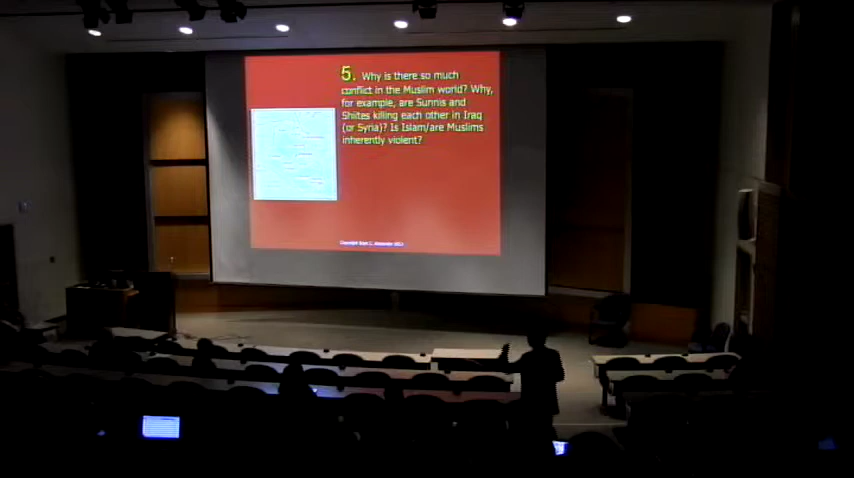 5. Why is there so much
conflict in the Muslim world? Why,
for example, are Sunnis and
Shiites killing each other in Iraq
(or Syria)? Is Islam/are Muslims
inherently violent?